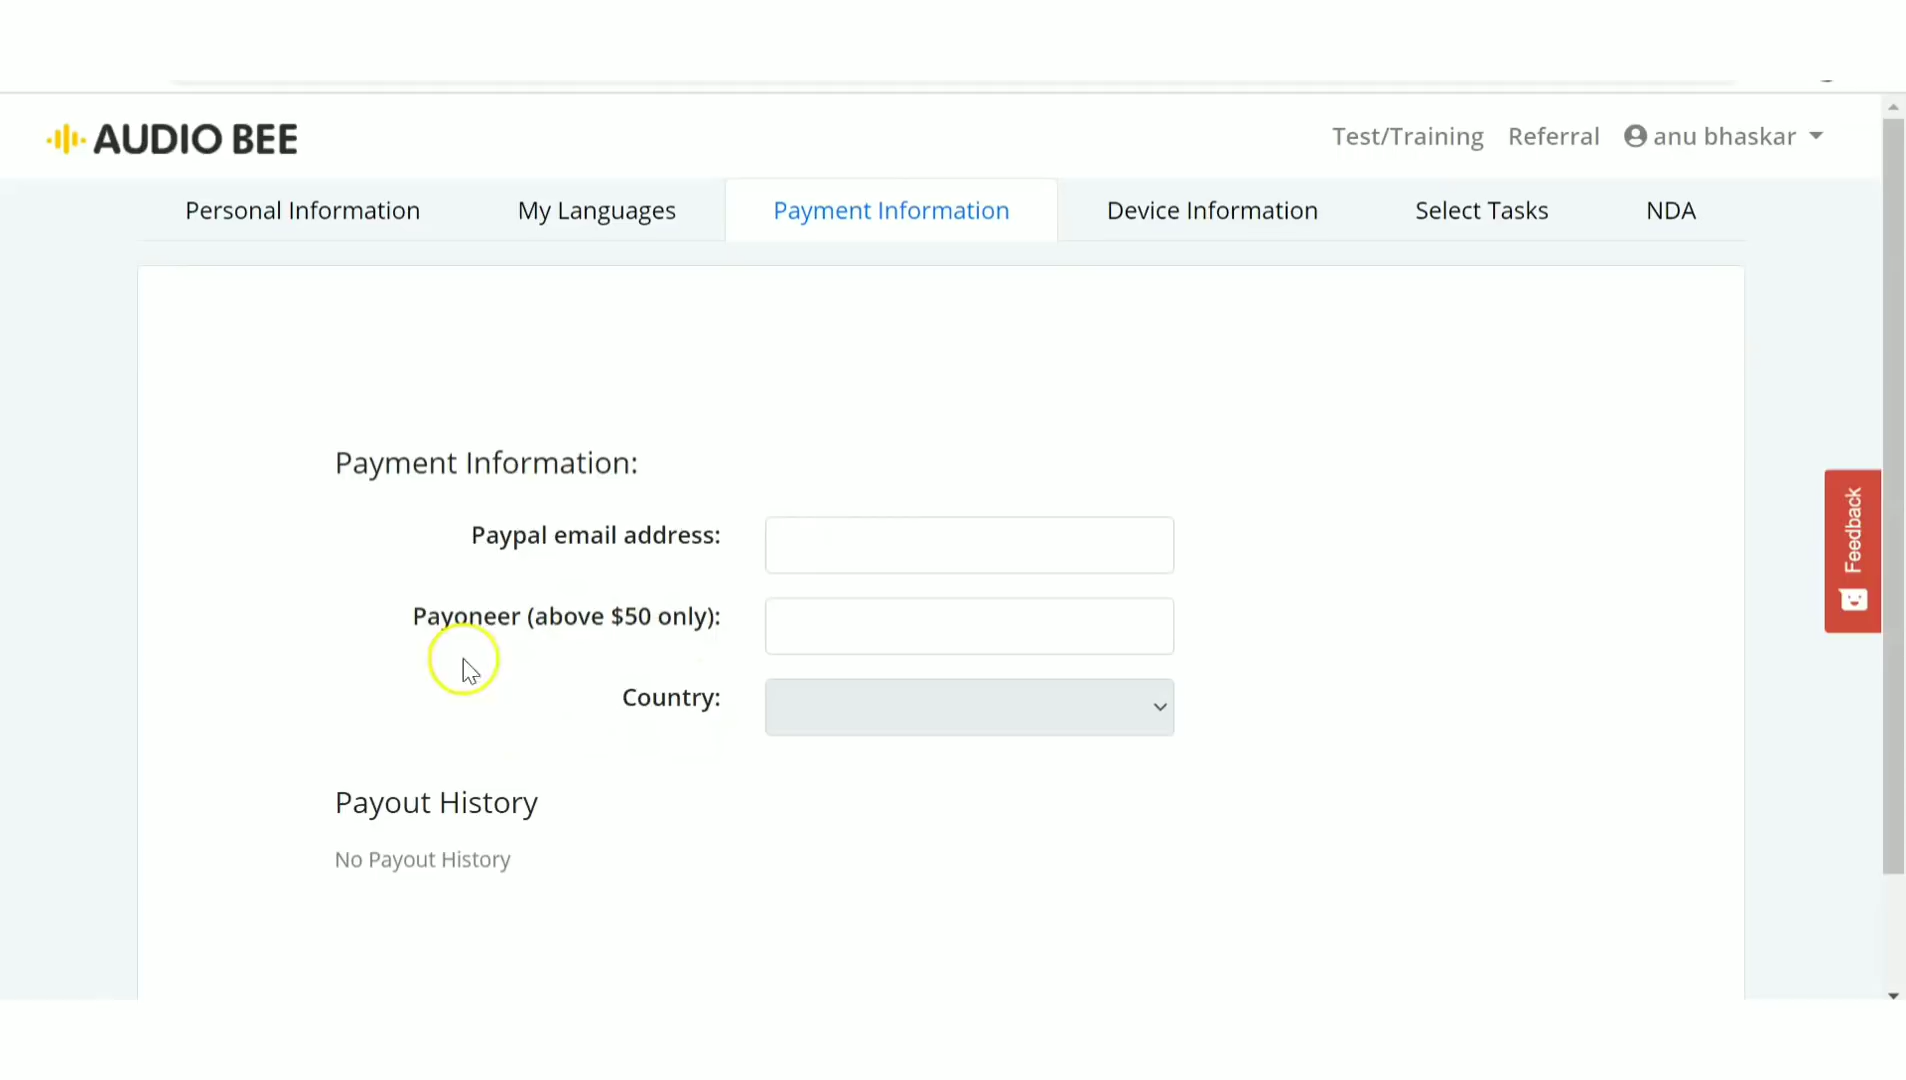 AUDIO BEE
Test/Training Referral anu bhaskar
Personal Information My Languages Payment Information Device Information Select Tasks NDA
Payment Information:
Paypal email address:
Payoneer (above $50 only):
Country:
Payout History
No Payout History
Feedback